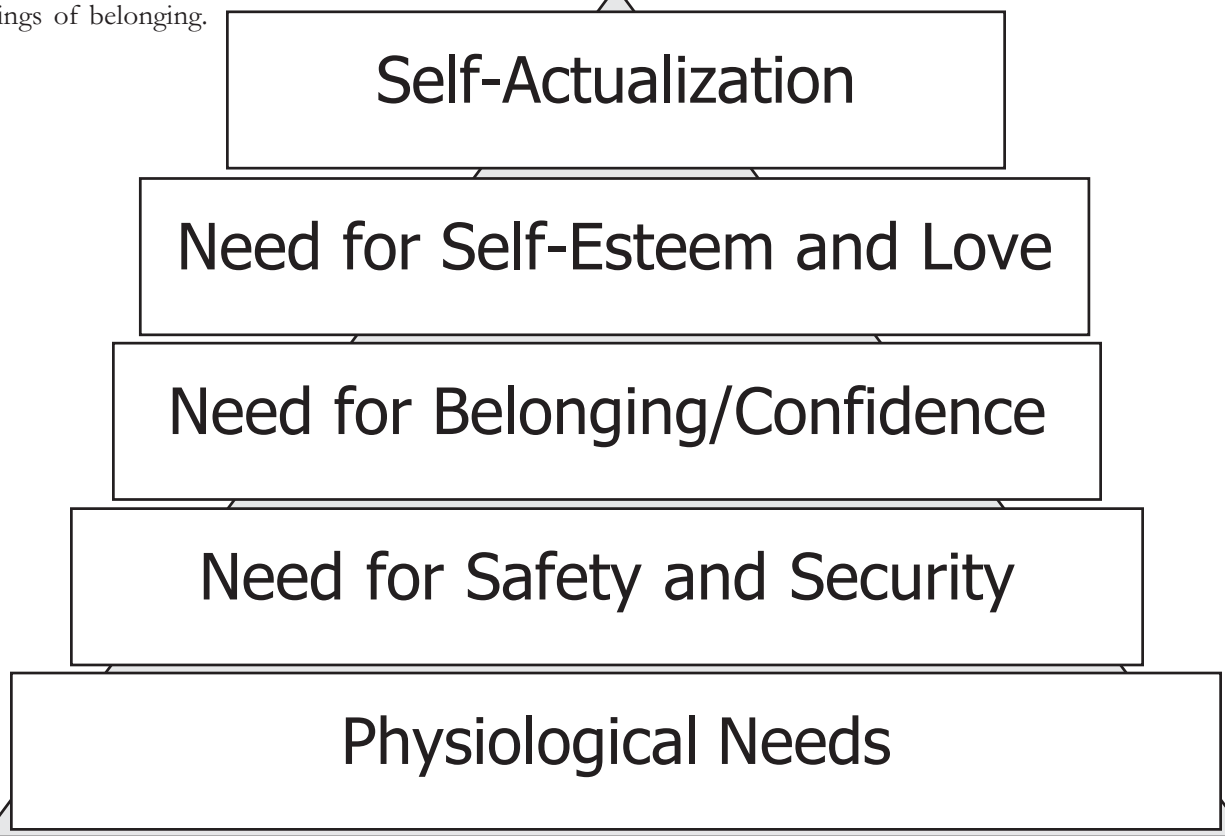 of belonging.
Self-Actualization
Need for Self-Esteem and Love
Need for Belonging/Confidence
Need for Safety and Security
Physiological Needs